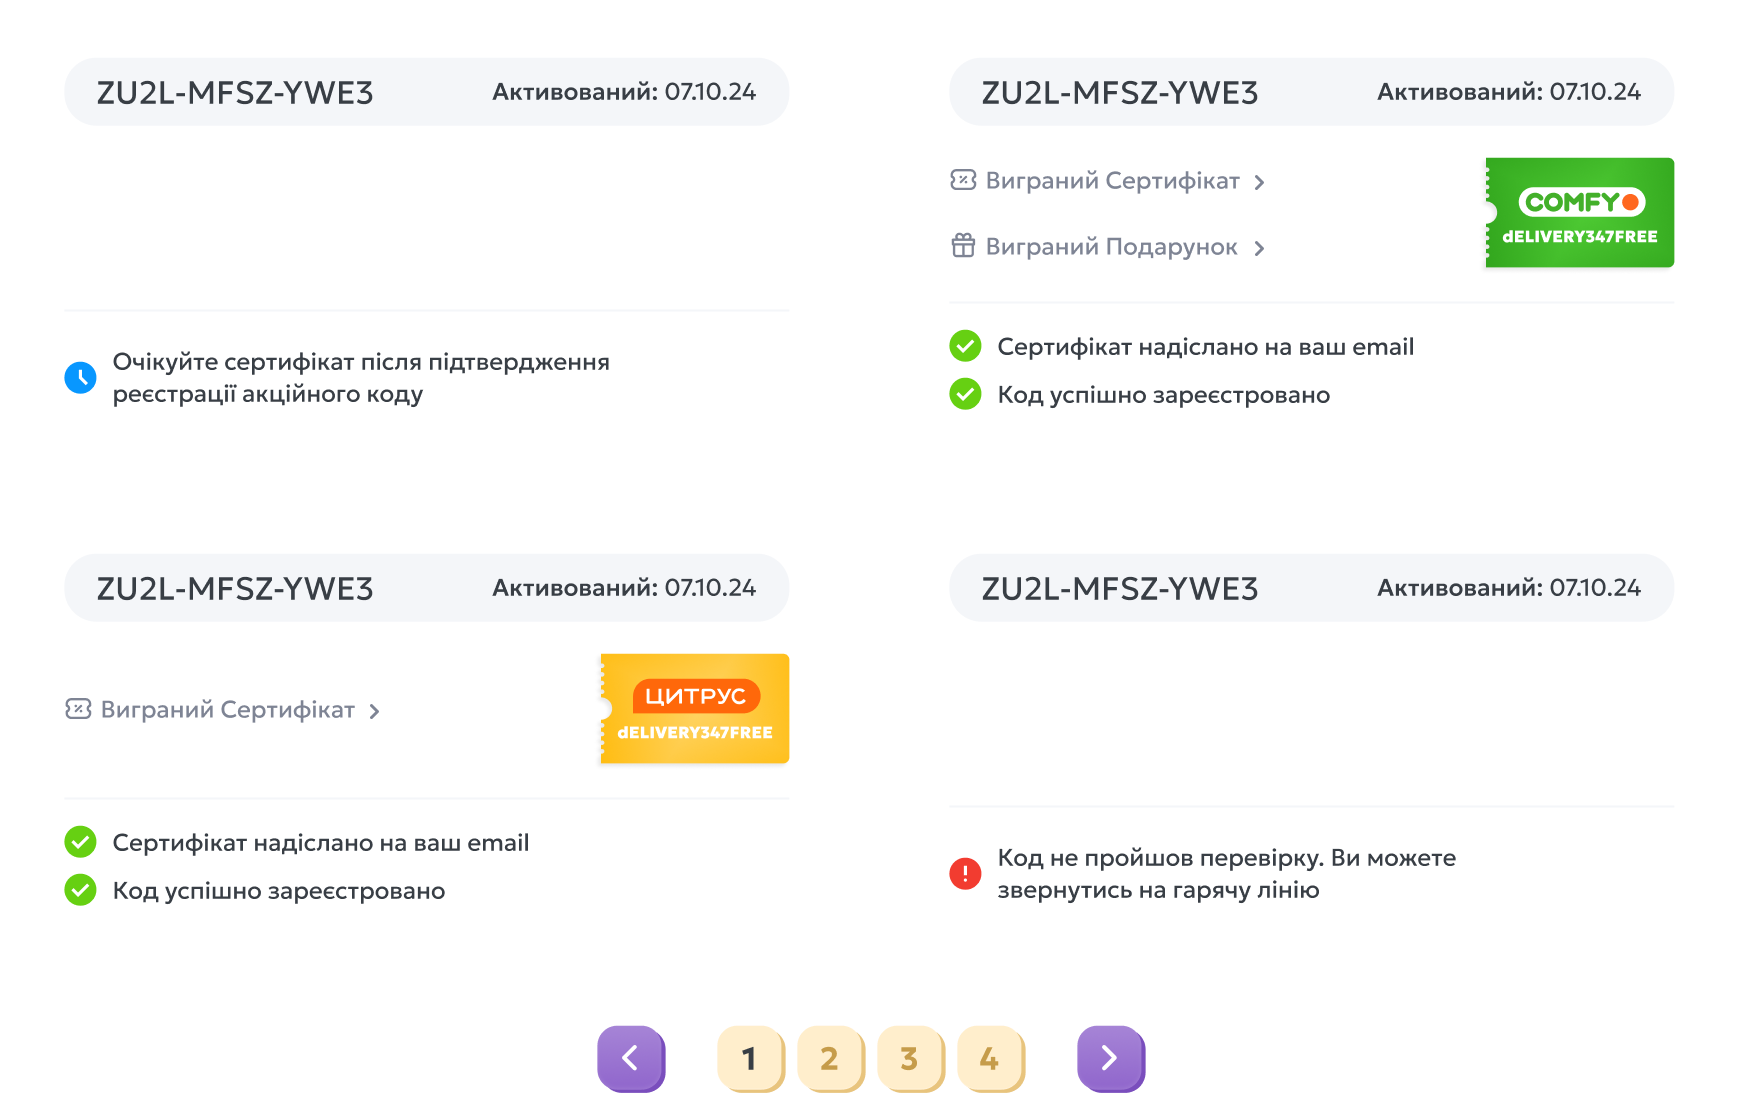 ZU2L-MFSZ-YWE3 Активований: 07.10.24
Очікуйте сертифікат після підтвердження
реєстрації акційного коду
ZU2L-MFSZ-YWE3 Активований: 07.10.24
Виграний Сертифікат
COMFY
dELIVERY347FREE
Виграний Подарунок
Сертифікат надіслано на ваш email
Код успішно зареєстровано
ZU2L-MFSZ-YWE3 Активований: 07.10.24
Виграний Сертифікат
ЦИТРУС
dELIVERY347FREE
Сертифікат надіслано на ваш email
Код успішно зареєстровано
ZU2L-MFSZ-YWE3 Активований: 07.10.24
Код не пройшов перевірку. Ви можете
звернутись на гарячу лінію
1 2 3 4